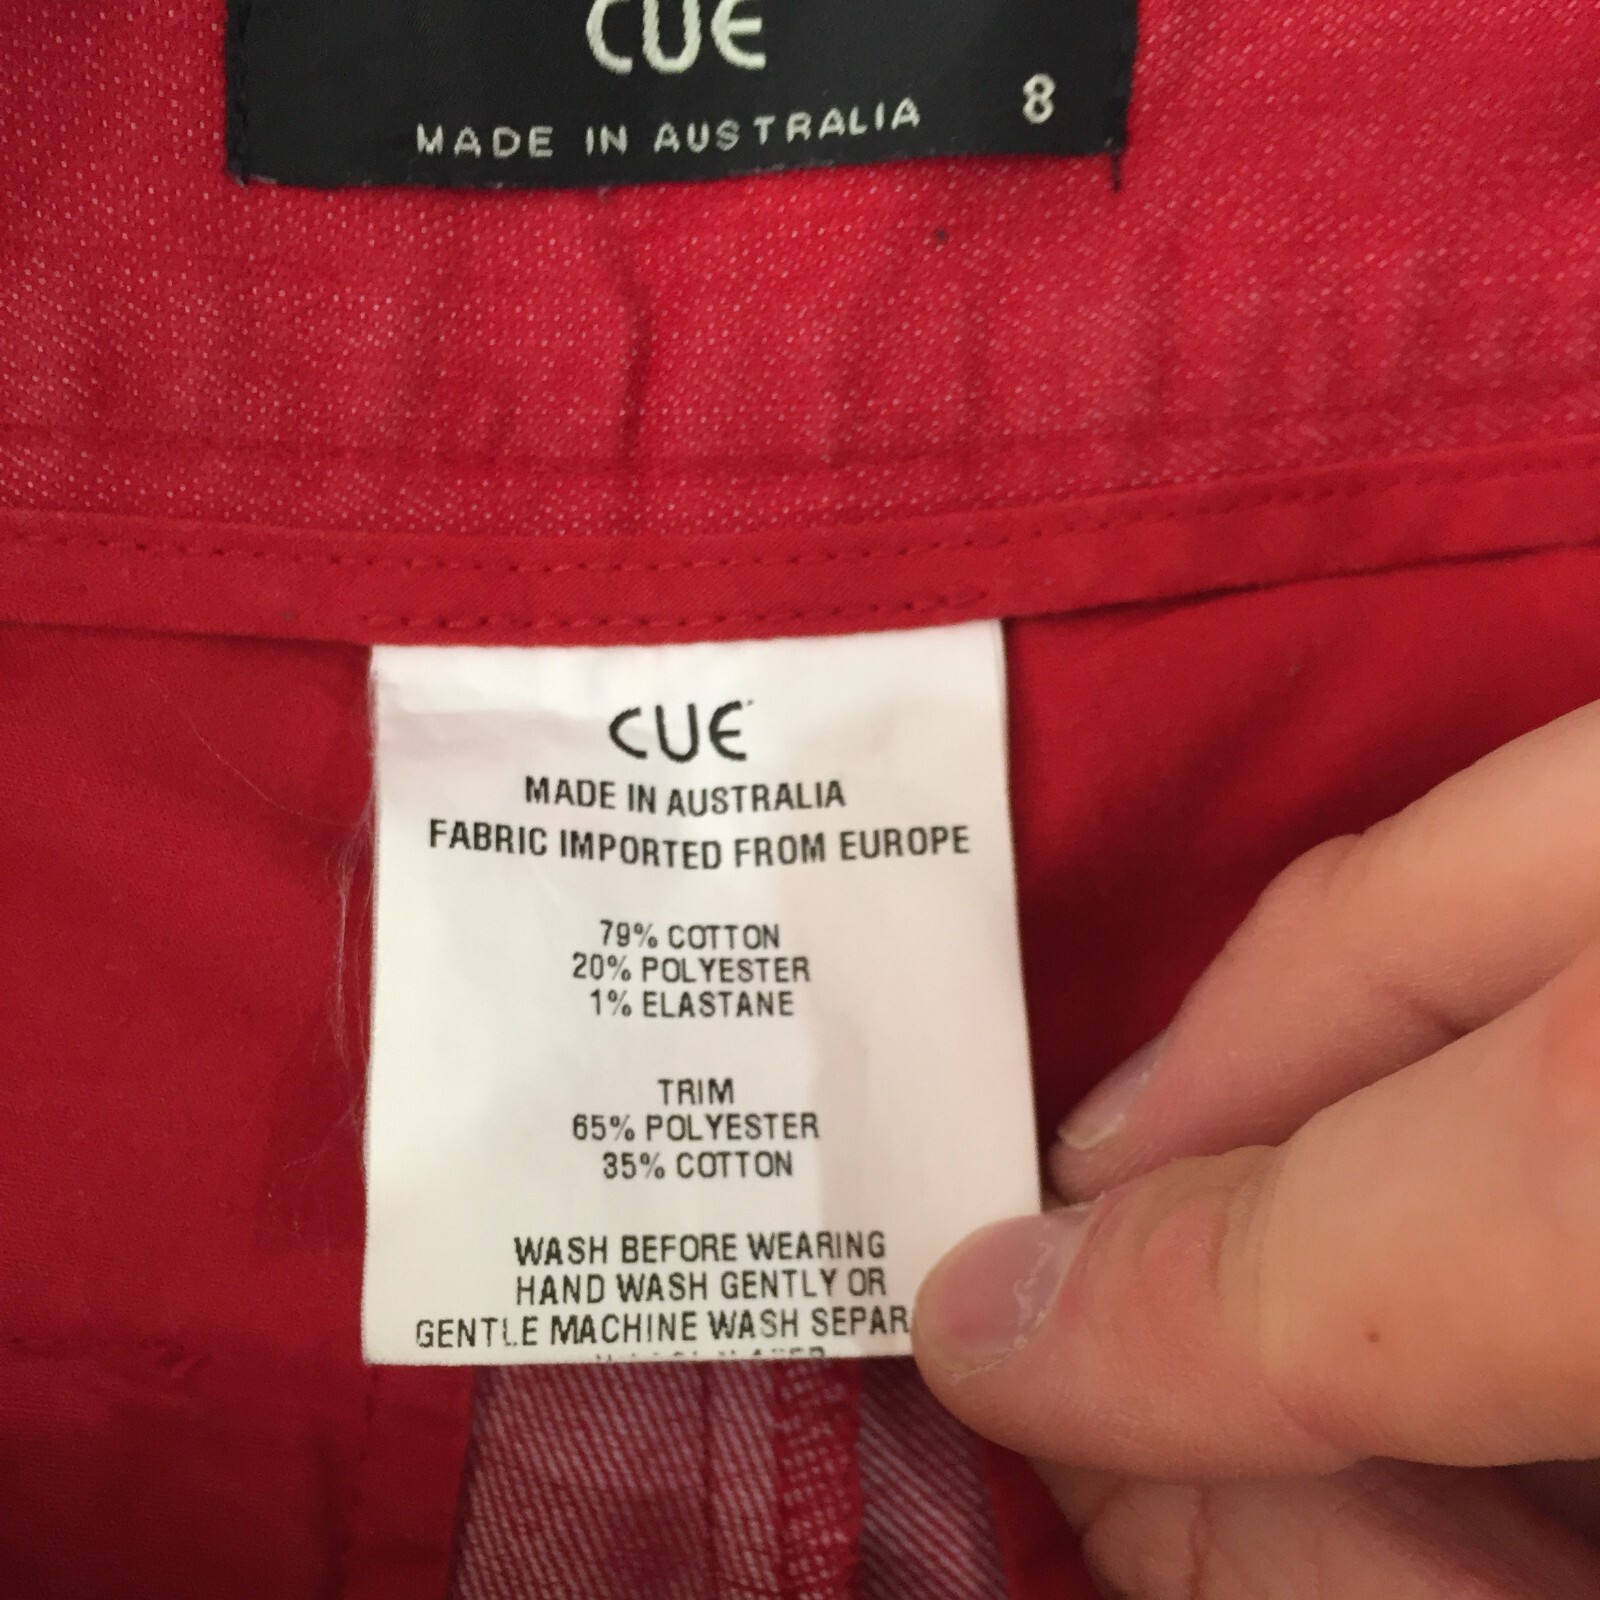 CUE
MADE IN AUSTRALIA 8
CUE
MADE IN AUSTRALIA
FABRIC IMPORTED FROM EUROPE
79% COTTON
20% POLYESTER
1% ELASTANE
TRIM
65% POLYESTER
35% COTTON
WASH BEFORE WEARING
HAND WASH GENTLY OR
GENTLE MACHINE WASH SEPAR